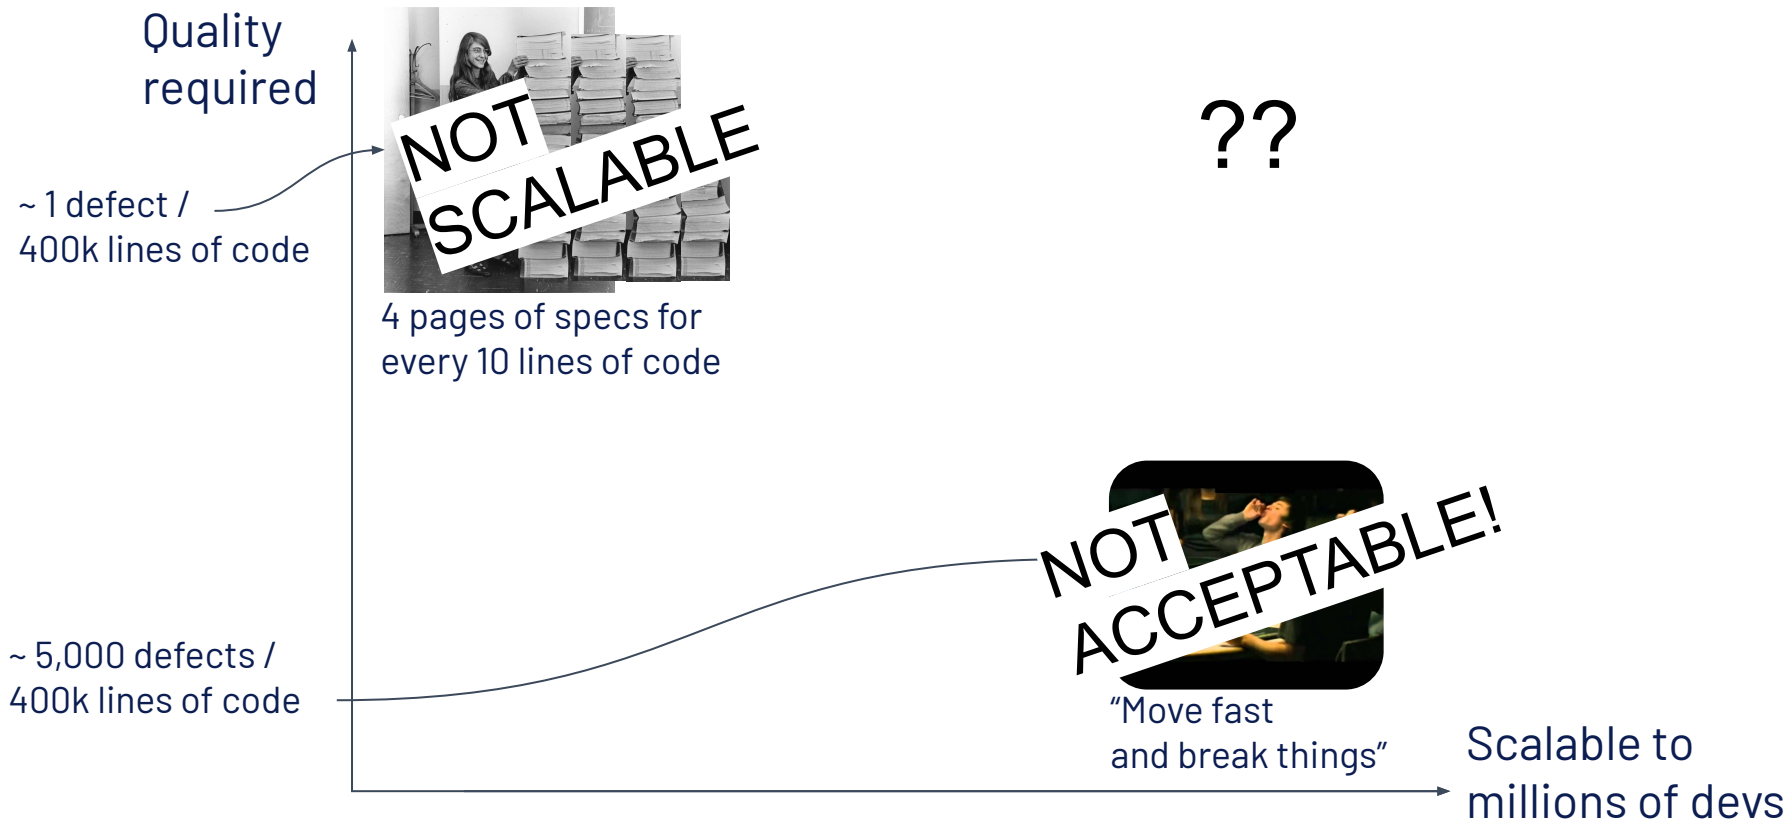 Quality
required
~ 1 defect /
400k lines of code
NOT
SCALABLE
4 pages of specs for
every 10 lines of code
??
~ 5,000 defects /
400k lines of code
NOT
ACCEPTABLE!
“Move fast
and break things”
Scalable to
millions of devs